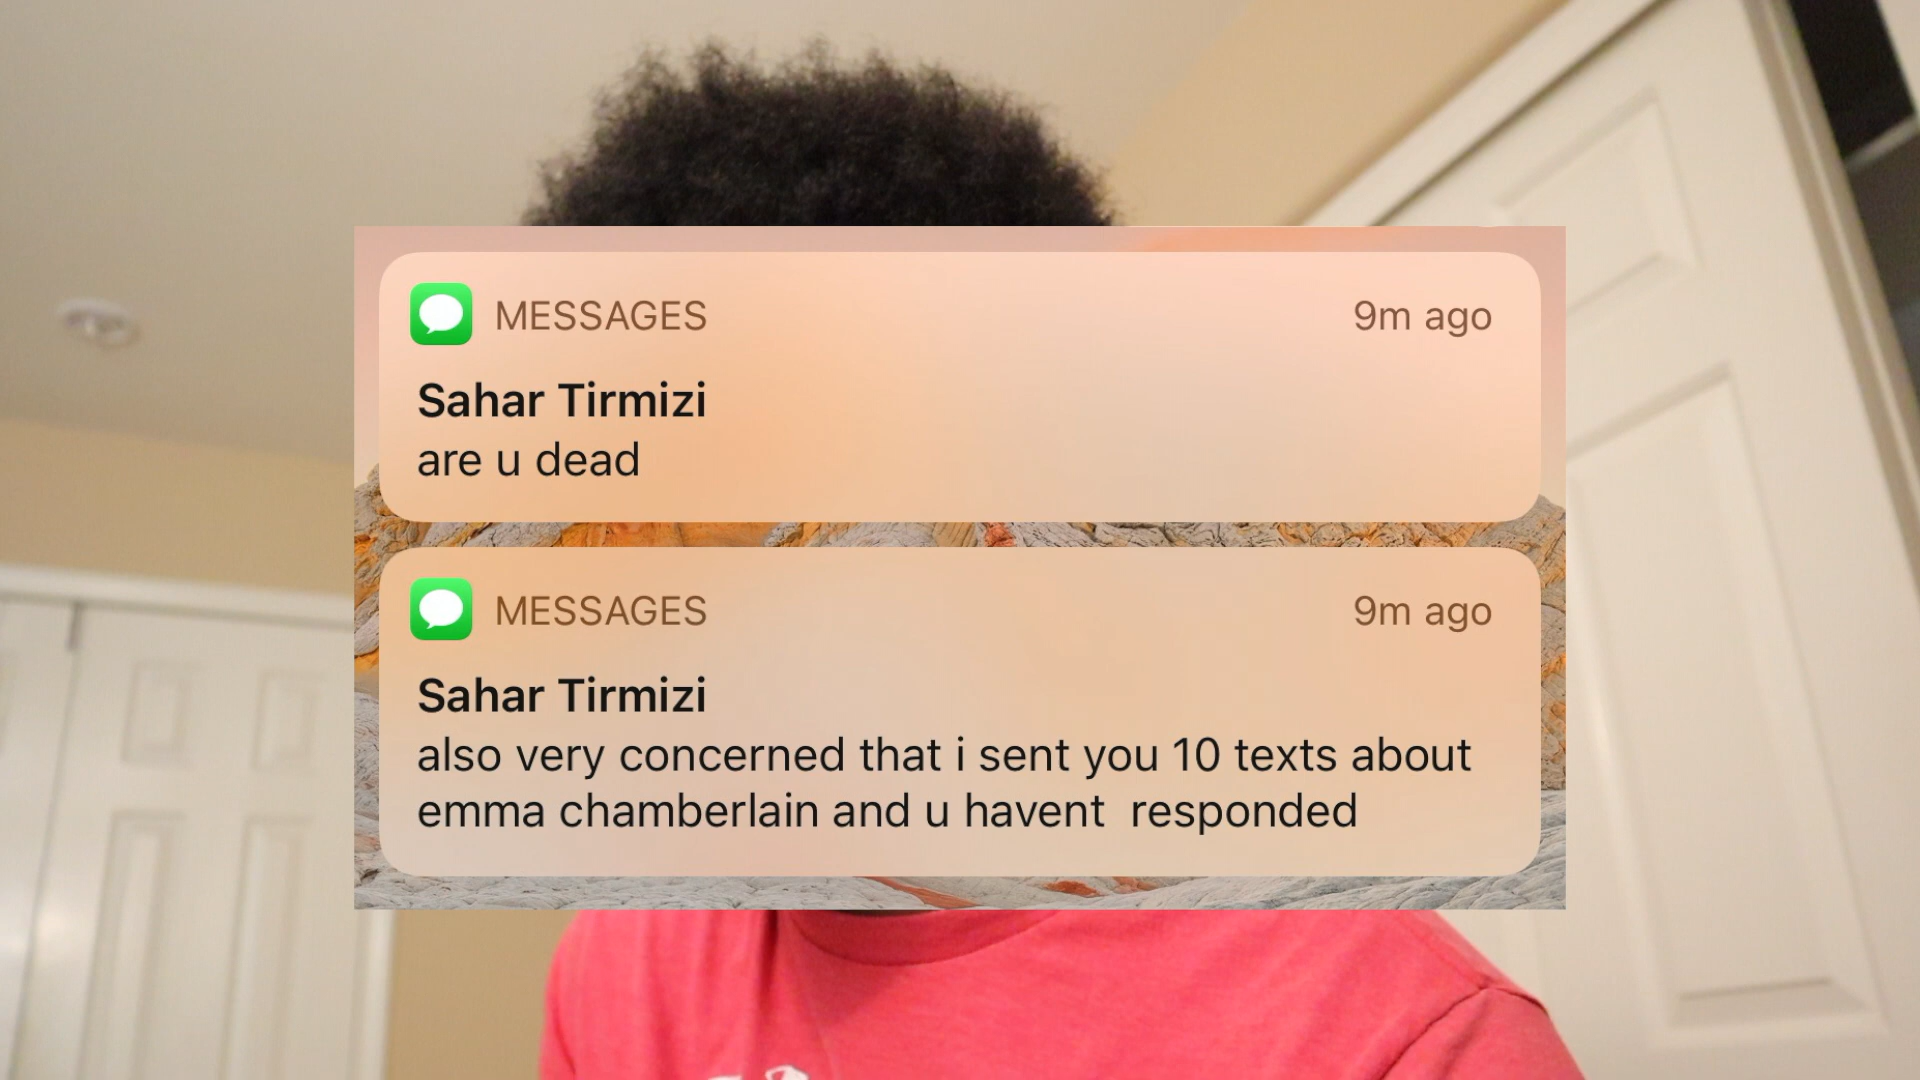 MESSAGES
9m ago
Sahar Tirmizi
are u dead
MESSAGES
9m ago
Sahar Tirmizi
also very concerned that i sent you 10 texts about
emma chamberlain and u havent  responded